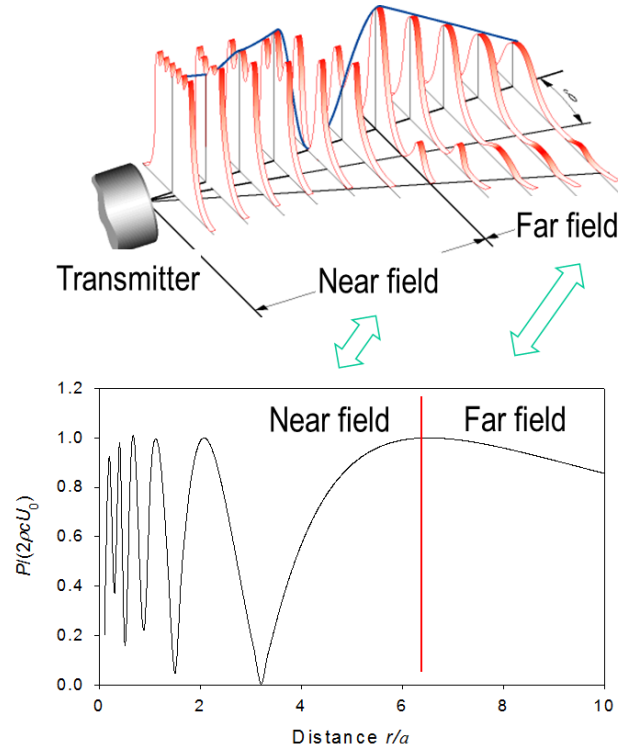 ϑ
Transmitter
Near field
Far field
Near field
Far field
P/(2ρcU₀)
1.2
1.0
0.8
0.6
0.4
0.2
0.0
0
2
4
6
8
10
Distance r/a